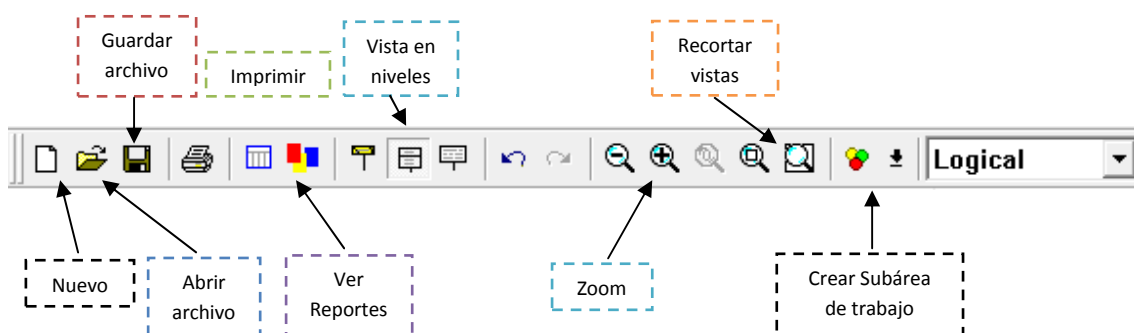 Guardar
archivo
Imprimir
Vista en
niveles
Recortar
vistas
Logical
Nuevo
Abrir
archivo
Ver
Reportes
Zoom
Crear Subárea
de trabajo